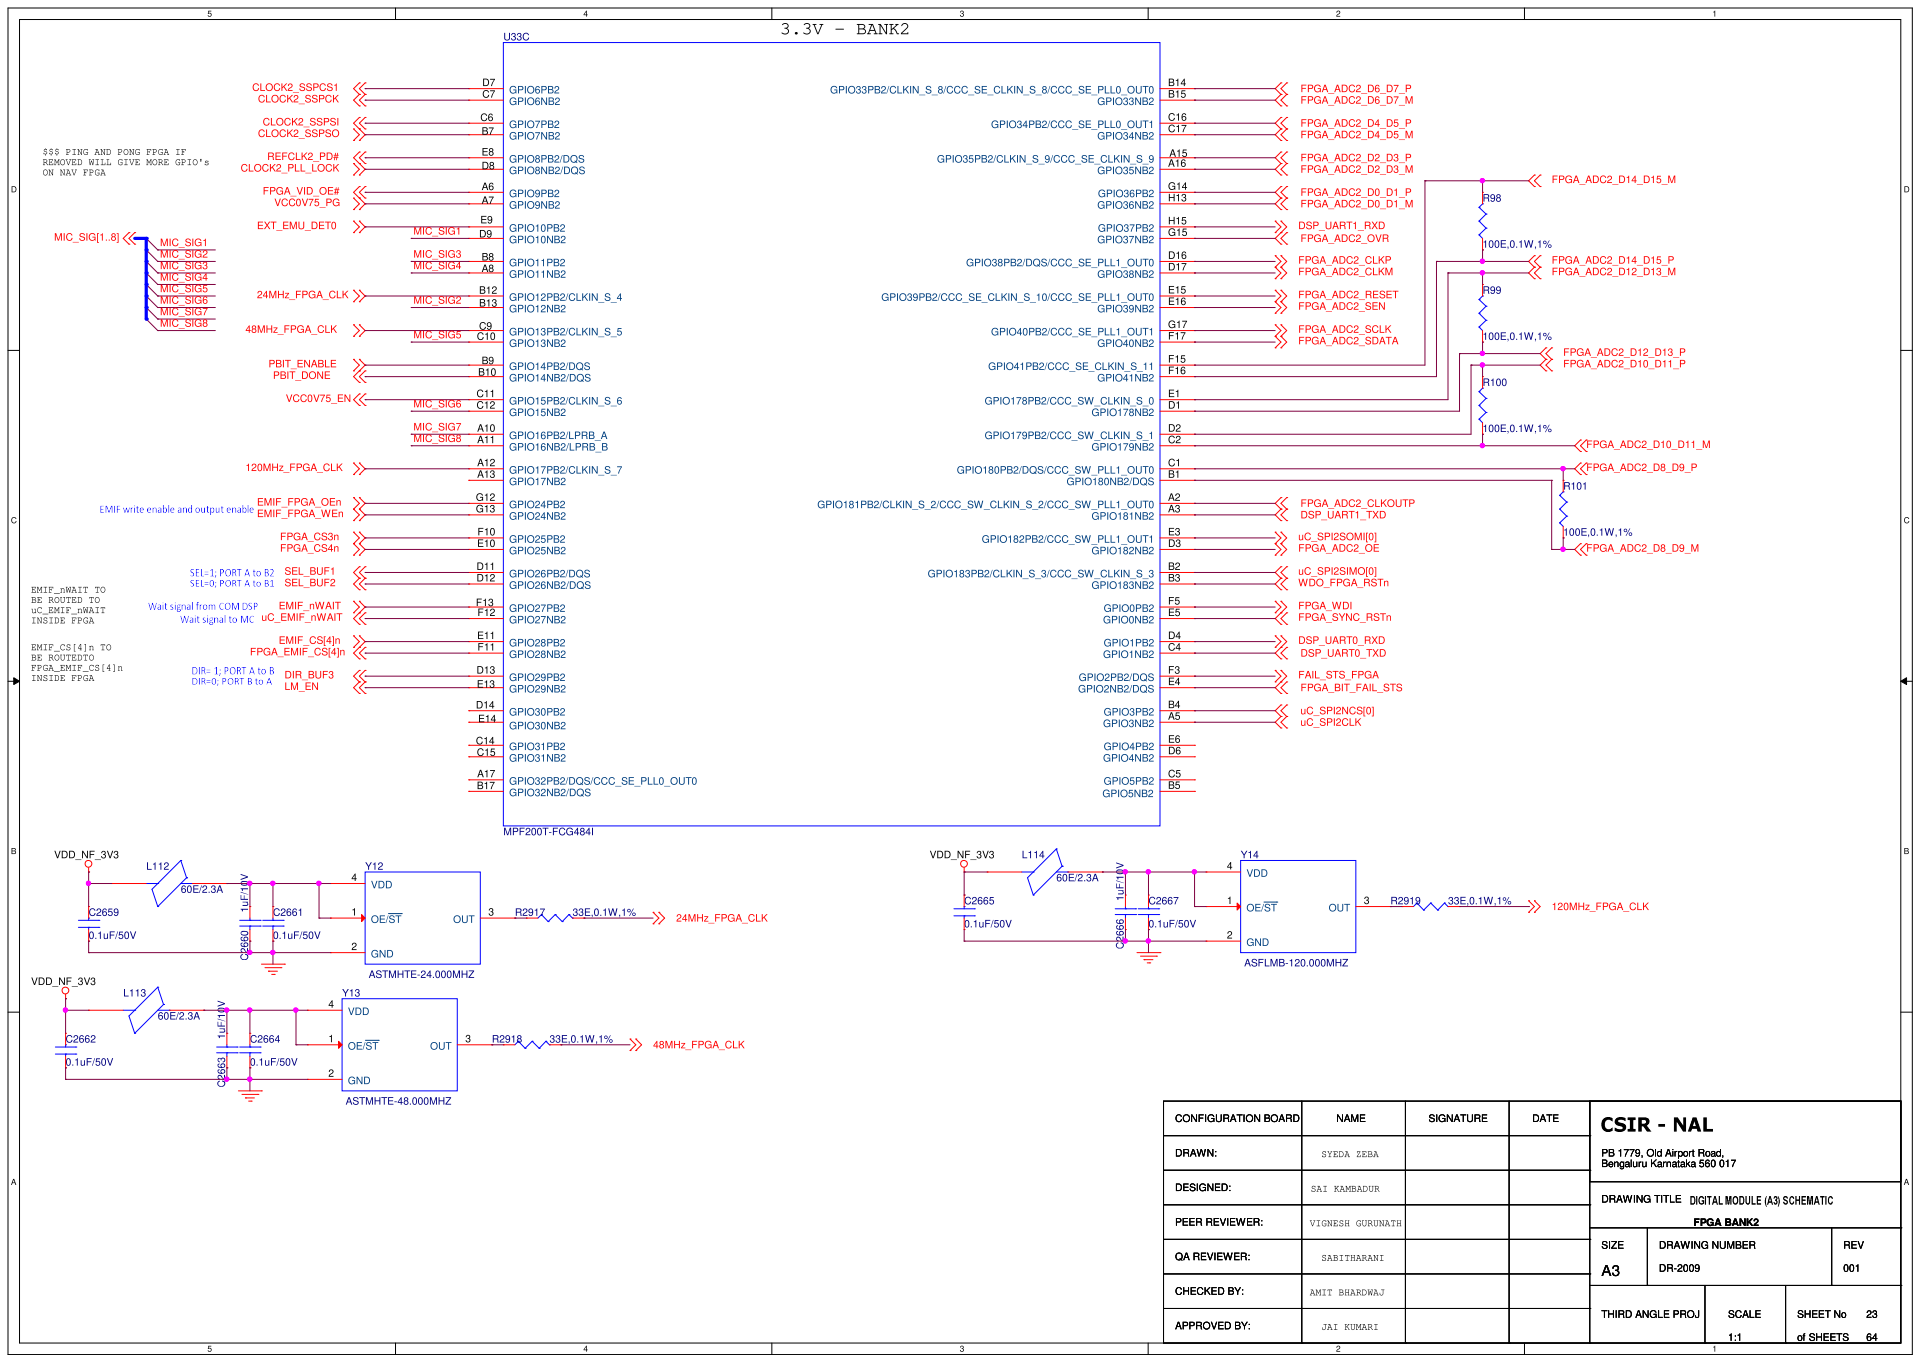 5 4 3 2 1
3.3V - BANK2
U33C
CLOCK2_SSPCS1 D7 GPIO6PB2
CLOCK2_SSPCK C7 GPIO6NB2
CLOCK2_SSPSI C6 GPIO7PB2
CLOCK2_SSPSO B7 GPIO7NB2
REFCLK2_PD# E8 GPIO8PB2/DQS
CLOCK2_PLL_LOCK D8 GPIO8NB2/DQS
FPGA_VID_OE# A6 GPIO9PB2
VCC0V75_PG A7 GPIO9NB2
EXT_EMU_DET0 E9 GPIO10PB2
MIC_SIG1 D9 GPIO10NB2
MIC_SIG3 B8 GPIO11PB2
MIC_SIG4 A8 GPIO11NB2
24MHz_FPGA_CLK B12 GPIO12PB2/CLKIN_S_4
MIC_SIG2 B13 GPIO12NB2
48MHz_FPGA_CLK C9 GPIO13PB2/CLKIN_S_5
MIC_SIG5 C10 GPIO13NB2
PBIT_ENABLE B9 GPIO14PB2/DQS
PBIT_DONE B10 GPIO14NB2/DQS
VCC0V75_EN C11 GPIO15PB2/CLKIN_S_6
MIC_SIG6 C12 GPIO15NB2
MIC_SIG7 A10 GPIO16PB2/LPRB_A
MIC_SIG8 A11 GPIO16NB2/LPRB_B
120MHz_FPGA_CLK A12 GPIO17PB2/CLKIN_S_7
A13 GPIO17NB2
EMIF_FPGA_OEn G12 GPIO24PB2
EMIF write enable and output enable EMIF_FPGA_WEn G13 GPIO24NB2
FPGA_CS3n F10 GPIO25PB2
FPGA_CS4n E10 GPIO25NB2
SEL=1; PORT A to B2 SEL_BUF1 D11 GPIO26PB2/DQS
SEL=0; PORT A to B1 SEL_BUF2 D12 GPIO26NB2/DQS
Wait signal from COM DSP EMIF_nWAIT F13 GPIO27PB2
Wait signal to MC uC_EMIF_nWAIT F12 GPIO27NB2
EMIF_CS[4]n E11 GPIO28PB2
FPGA_EMIF_CS[4]n F11 GPIO28NB2
DIR= 1; PORT A to B DIR_BUF3 D13 GPIO29PB2
DIR=0; PORT B to A LM_EN E13 GPIO29NB2
D14 GPIO30PB2
E14 GPIO30NB2
C14 GPIO31PB2
C15 GPIO31NB2
A17 GPIO32PB2/DQS/CCC_SE_PLL0_OUT0
B17 GPIO32NB2/DQS
$$$ PING AND PONG FPGA IF
REMOVED WILL GIVE MORE GPIO's
ON NAV FPGA
MIC_SIG[1..8]
MIC_SIG1
MIC_SIG2
MIC_SIG3
MIC_SIG4
MIC_SIG5
MIC_SIG6
MIC_SIG7
MIC_SIG8
EMIF_nWAIT TO
BE ROUTED TO
uC_EMIF_nWAIT
INSIDE FPGA
EMIF_CS[4]n TO
BE ROUTEDTO
FPGA_EMIF_CS[4]n
INSIDE FPGA
GPIO33PB2/CLKIN_S_8/CCC_SE_CLKIN_S_8/CCC_SE_PLL0_OUT0 B14 FPGA_ADC2_D6_D7_P
GPIO33NB2 B15 FPGA_ADC2_D6_D7_M
GPIO34PB2/CCC_SE_PLL0_OUT1 C16 FPGA_ADC2_D4_D5_P
GPIO34NB2 C17 FPGA_ADC2_D4_D5_M
GPIO35PB2/CLKIN_S_9/CCC_SE_CLKIN_S_9 A15 FPGA_ADC2_D2_D3_P
GPIO35NB2 A16 FPGA_ADC2_D2_D3_M
GPIO36PB2 G14 FPGA_ADC2_D0_D1_P
GPIO36NB2 H13 FPGA_ADC2_D0_D1_M
GPIO37PB2 H15 DSP_UART1_RXD
GPIO37NB2 G15 FPGA_ADC2_OVR
GPIO38PB2/DQS/CCC_SE_PLL1_OUT0 D16 FPGA_ADC2_CLKP
GPIO38NB2 D17 FPGA_ADC2_CLKM
GPIO39PB2/CCC_SE_CLKIN_S_10/CCC_SE_PLL1_OUT0 E15 FPGA_ADC2_RESET
GPIO39NB2 E16 FPGA_ADC2_SEN
GPIO40PB2/CCC_SE_PLL1_OUT1 G17 FPGA_ADC2_SCLK
GPIO40NB2 F17 FPGA_ADC2_SDATA
GPIO41PB2/CCC_SE_CLKIN_S_11 F15
GPIO41NB2 F16
GPIO178PB2/CCC_SW_CLKIN_S_0 E1
GPIO178NB2 D1
GPIO179PB2/CCC_SW_CLKIN_S_1 D2
GPIO179NB2 C2
GPIO180PB2/DQS/CCC_SW_PLL1_OUT0 C1
GPIO180NB2/DQS B1
GPIO181PB2/CLKIN_S_2/CCC_SW_CLKIN_S_2/CCC_SW_PLL1_OUT0 A2 FPGA_ADC2_CLKOUTP
GPIO181NB2 A3 DSP_UART1_TXD
GPIO182PB2/CCC_SW_PLL1_OUT1 E3 uC_SPI2SOMI[0]
GPIO182NB2 D3 FPGA_ADC2_OE
GPIO183PB2/CLKIN_S_3/CCC_SW_CLKIN_S_3 B2 uC_SPI2SIMO[0]
GPIO183NB2 B3 WDO_FPGA_RSTn
GPIO0PB2 F5 FPGA_WDI
GPIO0NB2 E5 FPGA_SYNC_RSTn
GPIO1PB2 D4 DSP_UART0_RXD
GPIO1NB2 C4 DSP_UART0_TXD
GPIO2PB2/DQS F3 FAIL_STS_FPGA
GPIO2NB2/DQS E4 FPGA_BIT_FAIL_STS
GPIO3PB2 B4 uC_SPI2NCS[0]
GPIO3NB2 A5 uC_SPI2CLK
GPIO4PB2 E6
GPIO4NB2 D6
GPIO5PB2 C5
GPIO5NB2 B5
MPF200T-FCG484I
FPGA_ADC2_D14_D15_M
R98
100E,0.1W,1%
FPGA_ADC2_D14_D15_P
FPGA_ADC2_D12_D13_M
R99
100E,0.1W,1%
FPGA_ADC2_D12_D13_P
FPGA_ADC2_D10_D11_P
R100
100E,0.1W,1%
FPGA_ADC2_D10_D11_M
FPGA_ADC2_D8_D9_P
R101
100E,0.1W,1%
FPGA_ADC2_D8_D9_M
D
C
B
A
D
C
B
A
VDD_NF_3V3
L112
60E/2.3A
C2659
0.1uF/50V
1uF/10V
C2660
C2661
0.1uF/50V
Y12
4 VDD
1 OE/ST OUT 3
2 GND
ASTMHTE-24.000MHZ
R2917 33E,0.1W,1%
24MHz_FPGA_CLK
VDD_NF_3V3
L113
60E/2.3A
C2662
0.1uF/50V
1uF/10V
C2663
C2664
0.1uF/50V
Y13
4 VDD
1 OE/ST OUT 3
2 GND
ASTMHTE-48.000MHZ
R2918 33E,0.1W,1%
48MHz_FPGA_CLK
VDD_NF_3V3
L114
60E/2.3A
C2665
0.1uF/50V
1uF/10V
C2666
C2667
0.1uF/50V
Y14
4 VDD
1 OE/ST OUT 3
2 GND
ASFLMB-120.000MHZ
R2919 33E,0.1W,1%
120MHz_FPGA_CLK
CONFIGURATION BOARD NAME SIGNATURE DATE
DRAWN: SYEDA ZEBA
DESIGNED: SAI KAMBADUR
PEER REVIEWER: VIGNESH GURUNATH
QA REVIEWER: SABITHARANI
CHECKED BY: AMIT BHARDWAJ
APPROVED BY: JAI KUMARI
CSIR - NAL
PB 1779, Old Airport Road,
Bengaluru Karnataka 560 017
DRAWING TITLE DIGITAL MODULE (A3) SCHEMATIC
FPGA BANK2
SIZE DRAWING NUMBER REV
A3 DR-2009 001
THIRD ANGLE PROJ SCALE SHEET No 23
1:1 of SHEETS 64
5 4 3 2 1